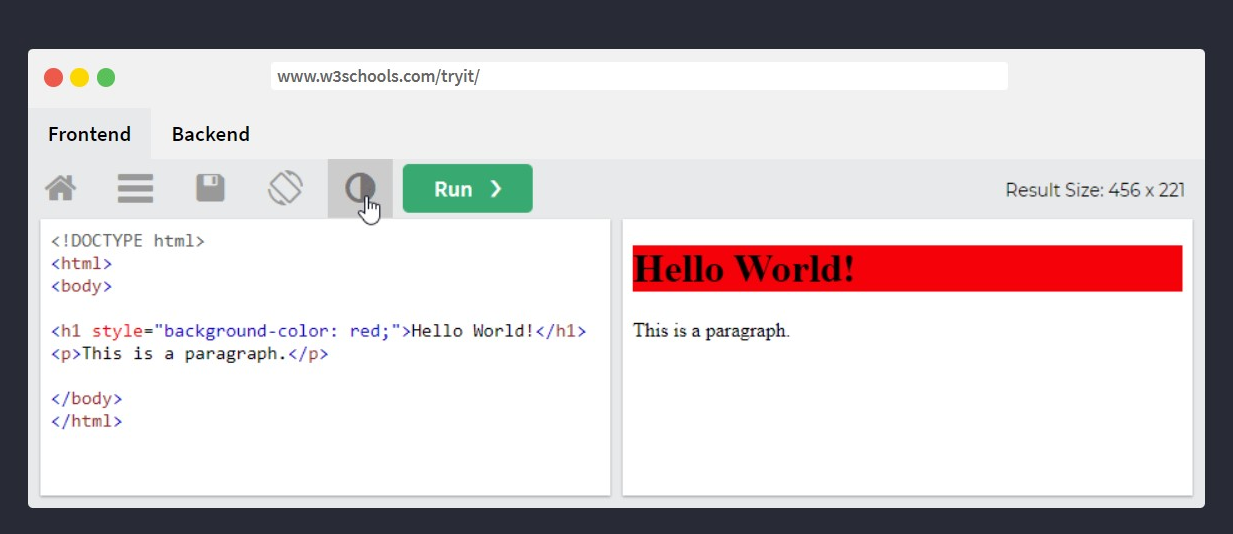 www.w3schools.com/tryit/
Frontend Backend
Run ❯ Result Size: 456 x 221
<!DOCTYPE html>
<html>
<body>
<h1 style="background-color: red;">Hello World!</h1>
<p>This is a paragraph.</p>
</body>
</html>
Hello World!
This is a paragraph.